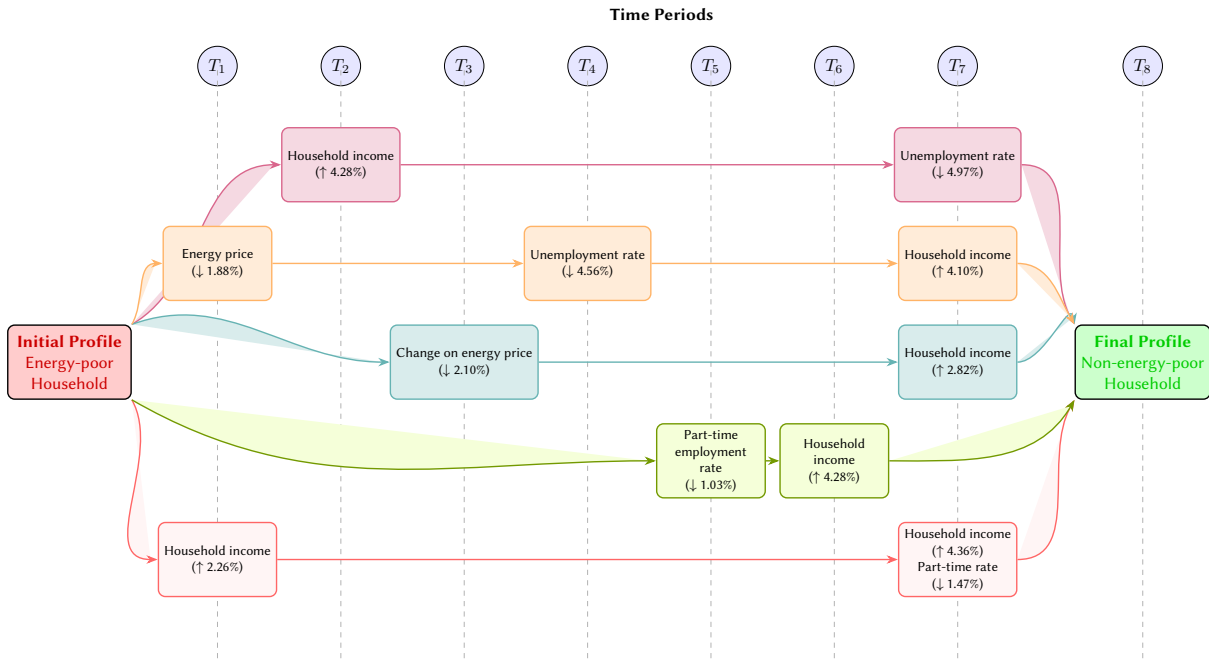 Time Periods
T1 T2 T3 T4 T5 T6 T7 T8
Household income
(↑ 4.28%)
Unemployment rate
(↓ 4.97%)
Energy price
(↓ 1.88%)
Unemployment rate
(↓ 4.56%)
Household income
(↑ 4.10%)
Initial Profile
Energy-poor
Household
Change on energy price
(↓ 2.10%)
Household income
(↑ 2.82%)
Final Profile
Non-energy-poor
Household
Part-time
employment
rate
(↓ 1.03%)
Household
income
(↑ 4.28%)
Household income
(↑ 2.26%)
Household income
(↑ 4.36%)
Part-time rate
(↓ 1.47%)